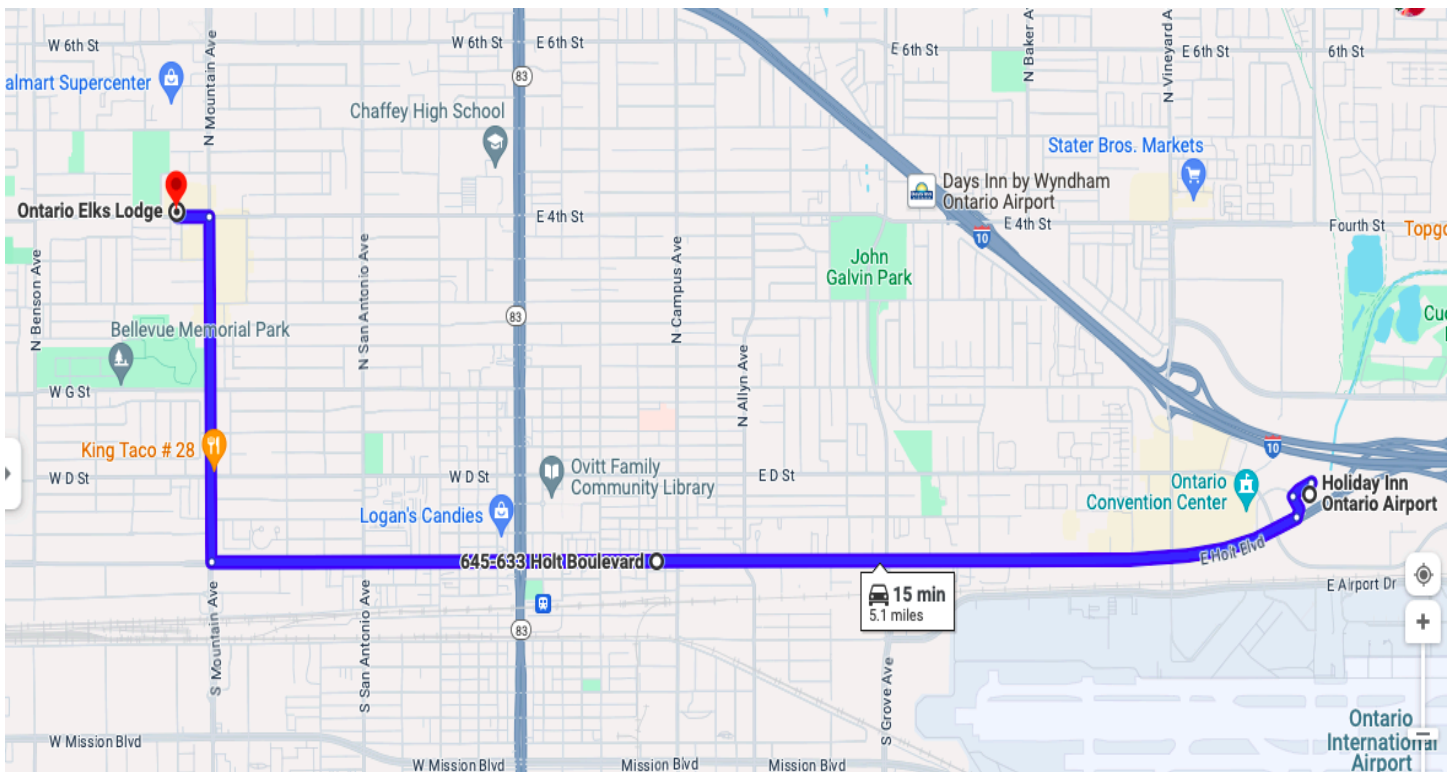 W 6th St
N Mountain Ave
W 6th St
E 6th St
83
E 6th St
N Baker Av
N Vineyard A
E 6th St
6th St
almart Supercenter
Chaffey High School
Stater Bros. Markets
Days Inn by Wyndham
Ontario Airport
Ontario Elks Lodge
E 4th St
E 4th St
10
Fourth St
Topgo
N Benson Ave
N San Antonio Ave
N Campus Ave
John
Galvin Park
83
Cuc
Bellevue Memorial Park
W G St
N Allyn Ave
King Taco # 28
10
W D St
W D St
Ovitt Family
Community Library
E D St
Ontario
Convention Center
Holiday Inn
Ontario Airport
Logan's Candies
645-633 Holt Boulevard
E Holt Blvd
15 min
5.1 miles
E Airport Dr
S Mountain Ave
S San Antonio Ave
83
S Grove Ave
W Mission Blvd
W Mission Blvd
Mission Blvd
Mission Blvd
Ontario
International
Airport